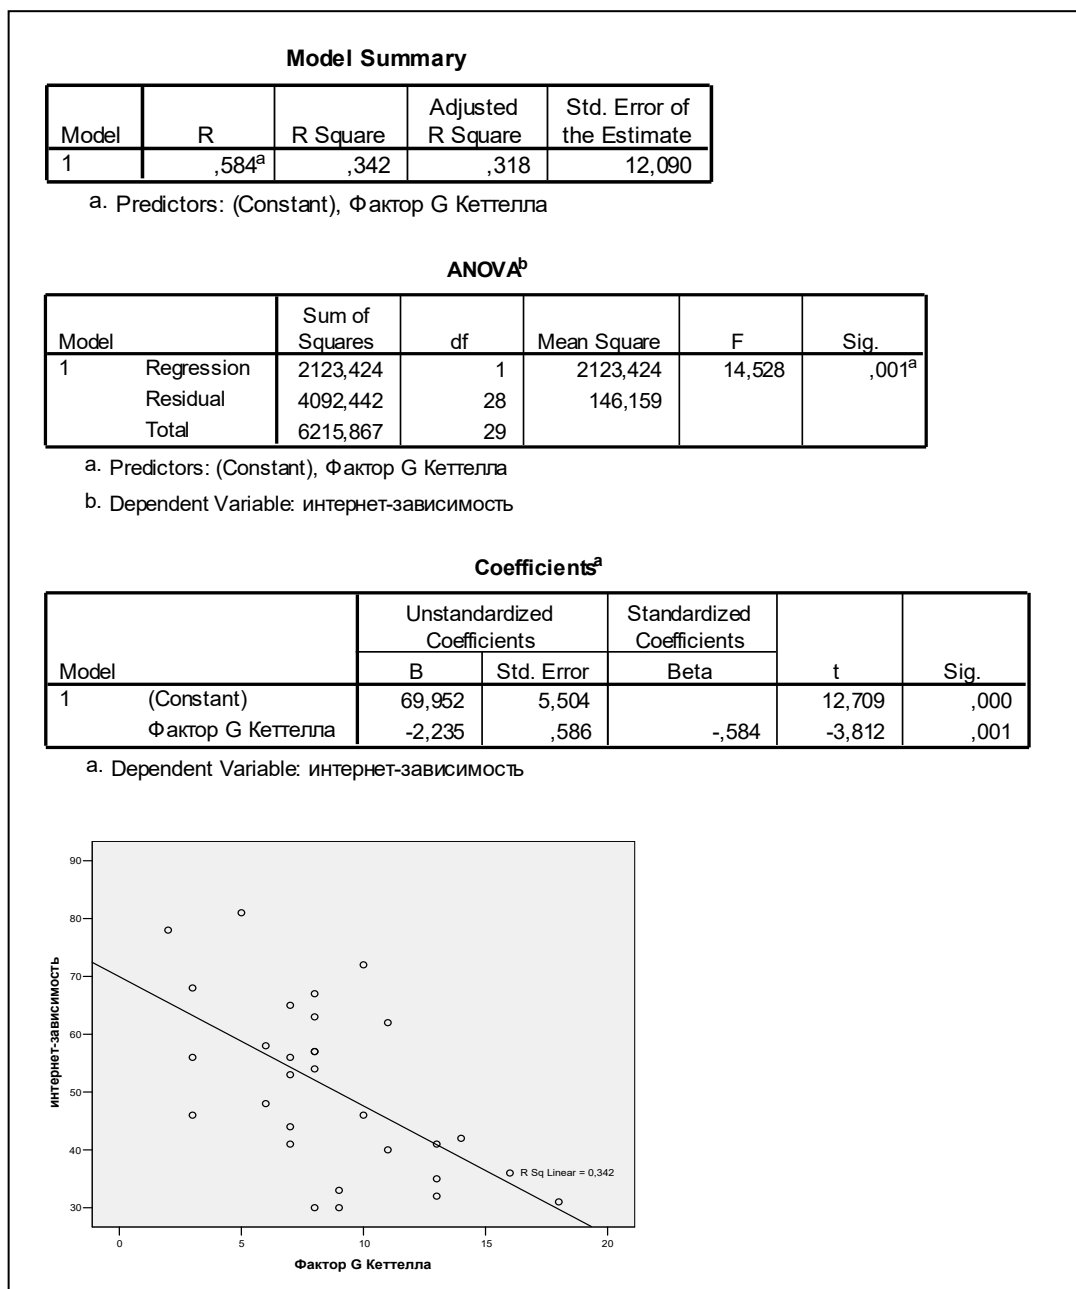 Model Summary
Model R R Square Adjusted R Square Std. Error of the Estimate
1 ,584a ,342 ,318 12,090
a. Predictors: (Constant), Фактор G Кеттелла
ANOVAb
Model Sum of Squares df Mean Square F Sig.
1 Regression 2123,424 1 2123,424 14,528 ,001a
Residual 4092,442 28 146,159
Total 6215,867 29
a. Predictors: (Constant), Фактор G Кеттелла
b. Dependent Variable: интернет-зависимость
Coefficientsa
Unstandardized Coefficients Standardized Coefficients
Model B Std. Error Beta t Sig.
1 (Constant) 69,952 5,504 12,709 ,000
Фактор G Кеттелла -2,235 ,586 -,584 -3,812 ,001
a. Dependent Variable: интернет-зависимость
90
80
70
60
50
40
30
интернет-зависимость
R Sq Linear = 0,342
0 5 10 15 20
Фактор G Кеттелла